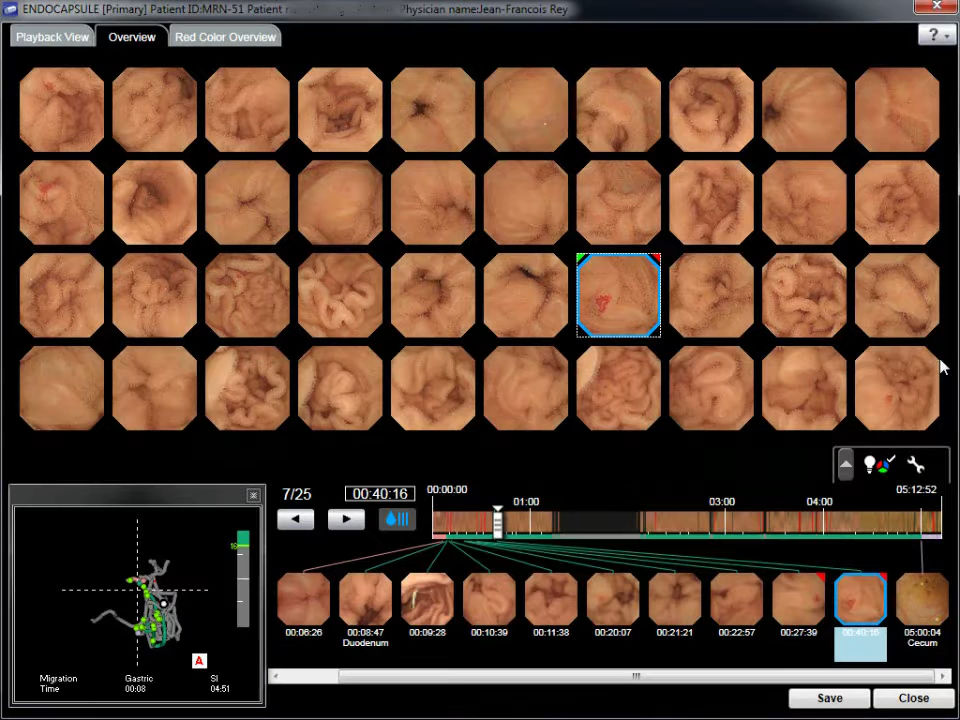 ENDOCAPSULE [Primary] Patient ID:MRN-51 Patient Physician name:Jean-Francois Rey
Playback View Overview Red Color Overview ?
7/25 00:40:16 00:00:00 05:12:52
01:00 03:00 04:00
16
00:06:26 00:08:47 00:09:28 00:10:39 00:11:38 00:20:07 00:21:21 00:22:57 00:27:39 00:40:16 05:00:04
Duodenum Cecum
A
Migration Gastric SI
Time 00:08 04:51
Save Close